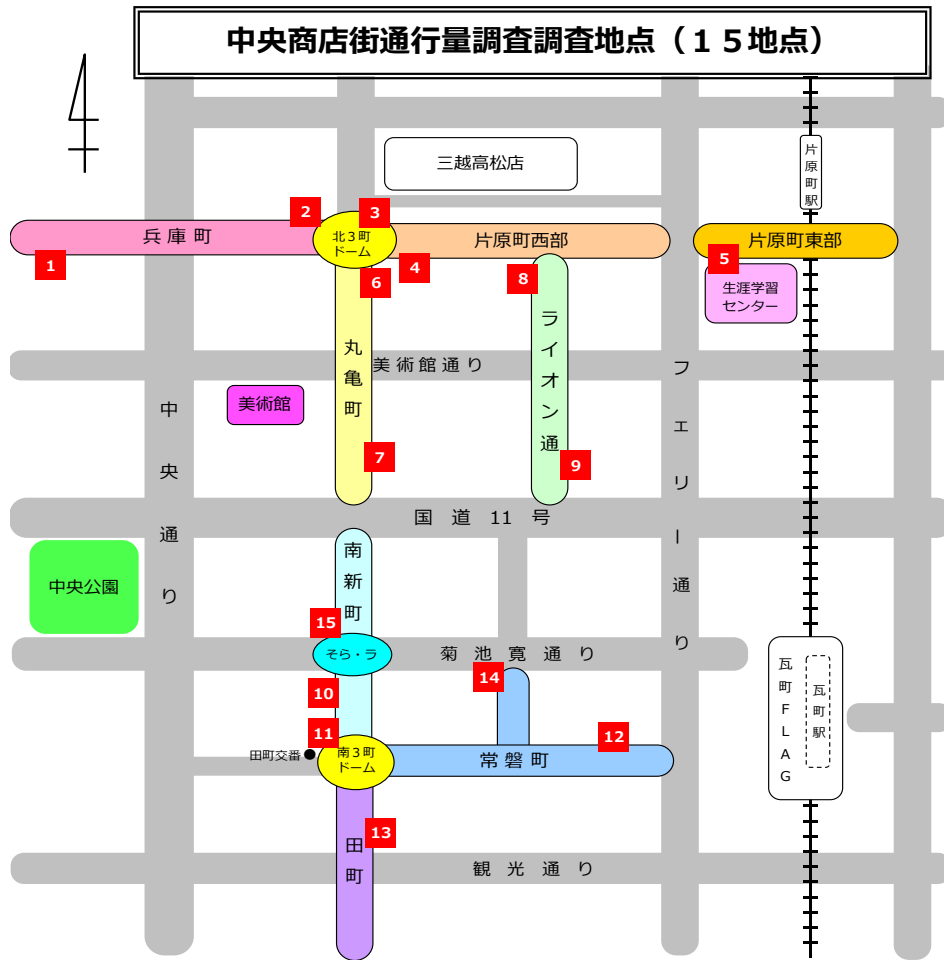 中央商店街通行量調査調査地点（１５地点）
三越高松店
片原町駅
2
3
兵庫町
北３町
ドーム
片原町西部
片原町東部
1
4
5
6
8
生涯学習
センター
丸亀町
ライオン通
美術館通り
フェリー通り
美術館
中央通り
7
9
国道 11 号
南新町
中央公園
15
そら・ラ
菊池寛通り
14
10
瓦町ＦＬＡＧ
瓦町駅
11
12
田町交番
南３町
ドーム
常磐町
13
田町
観光通り